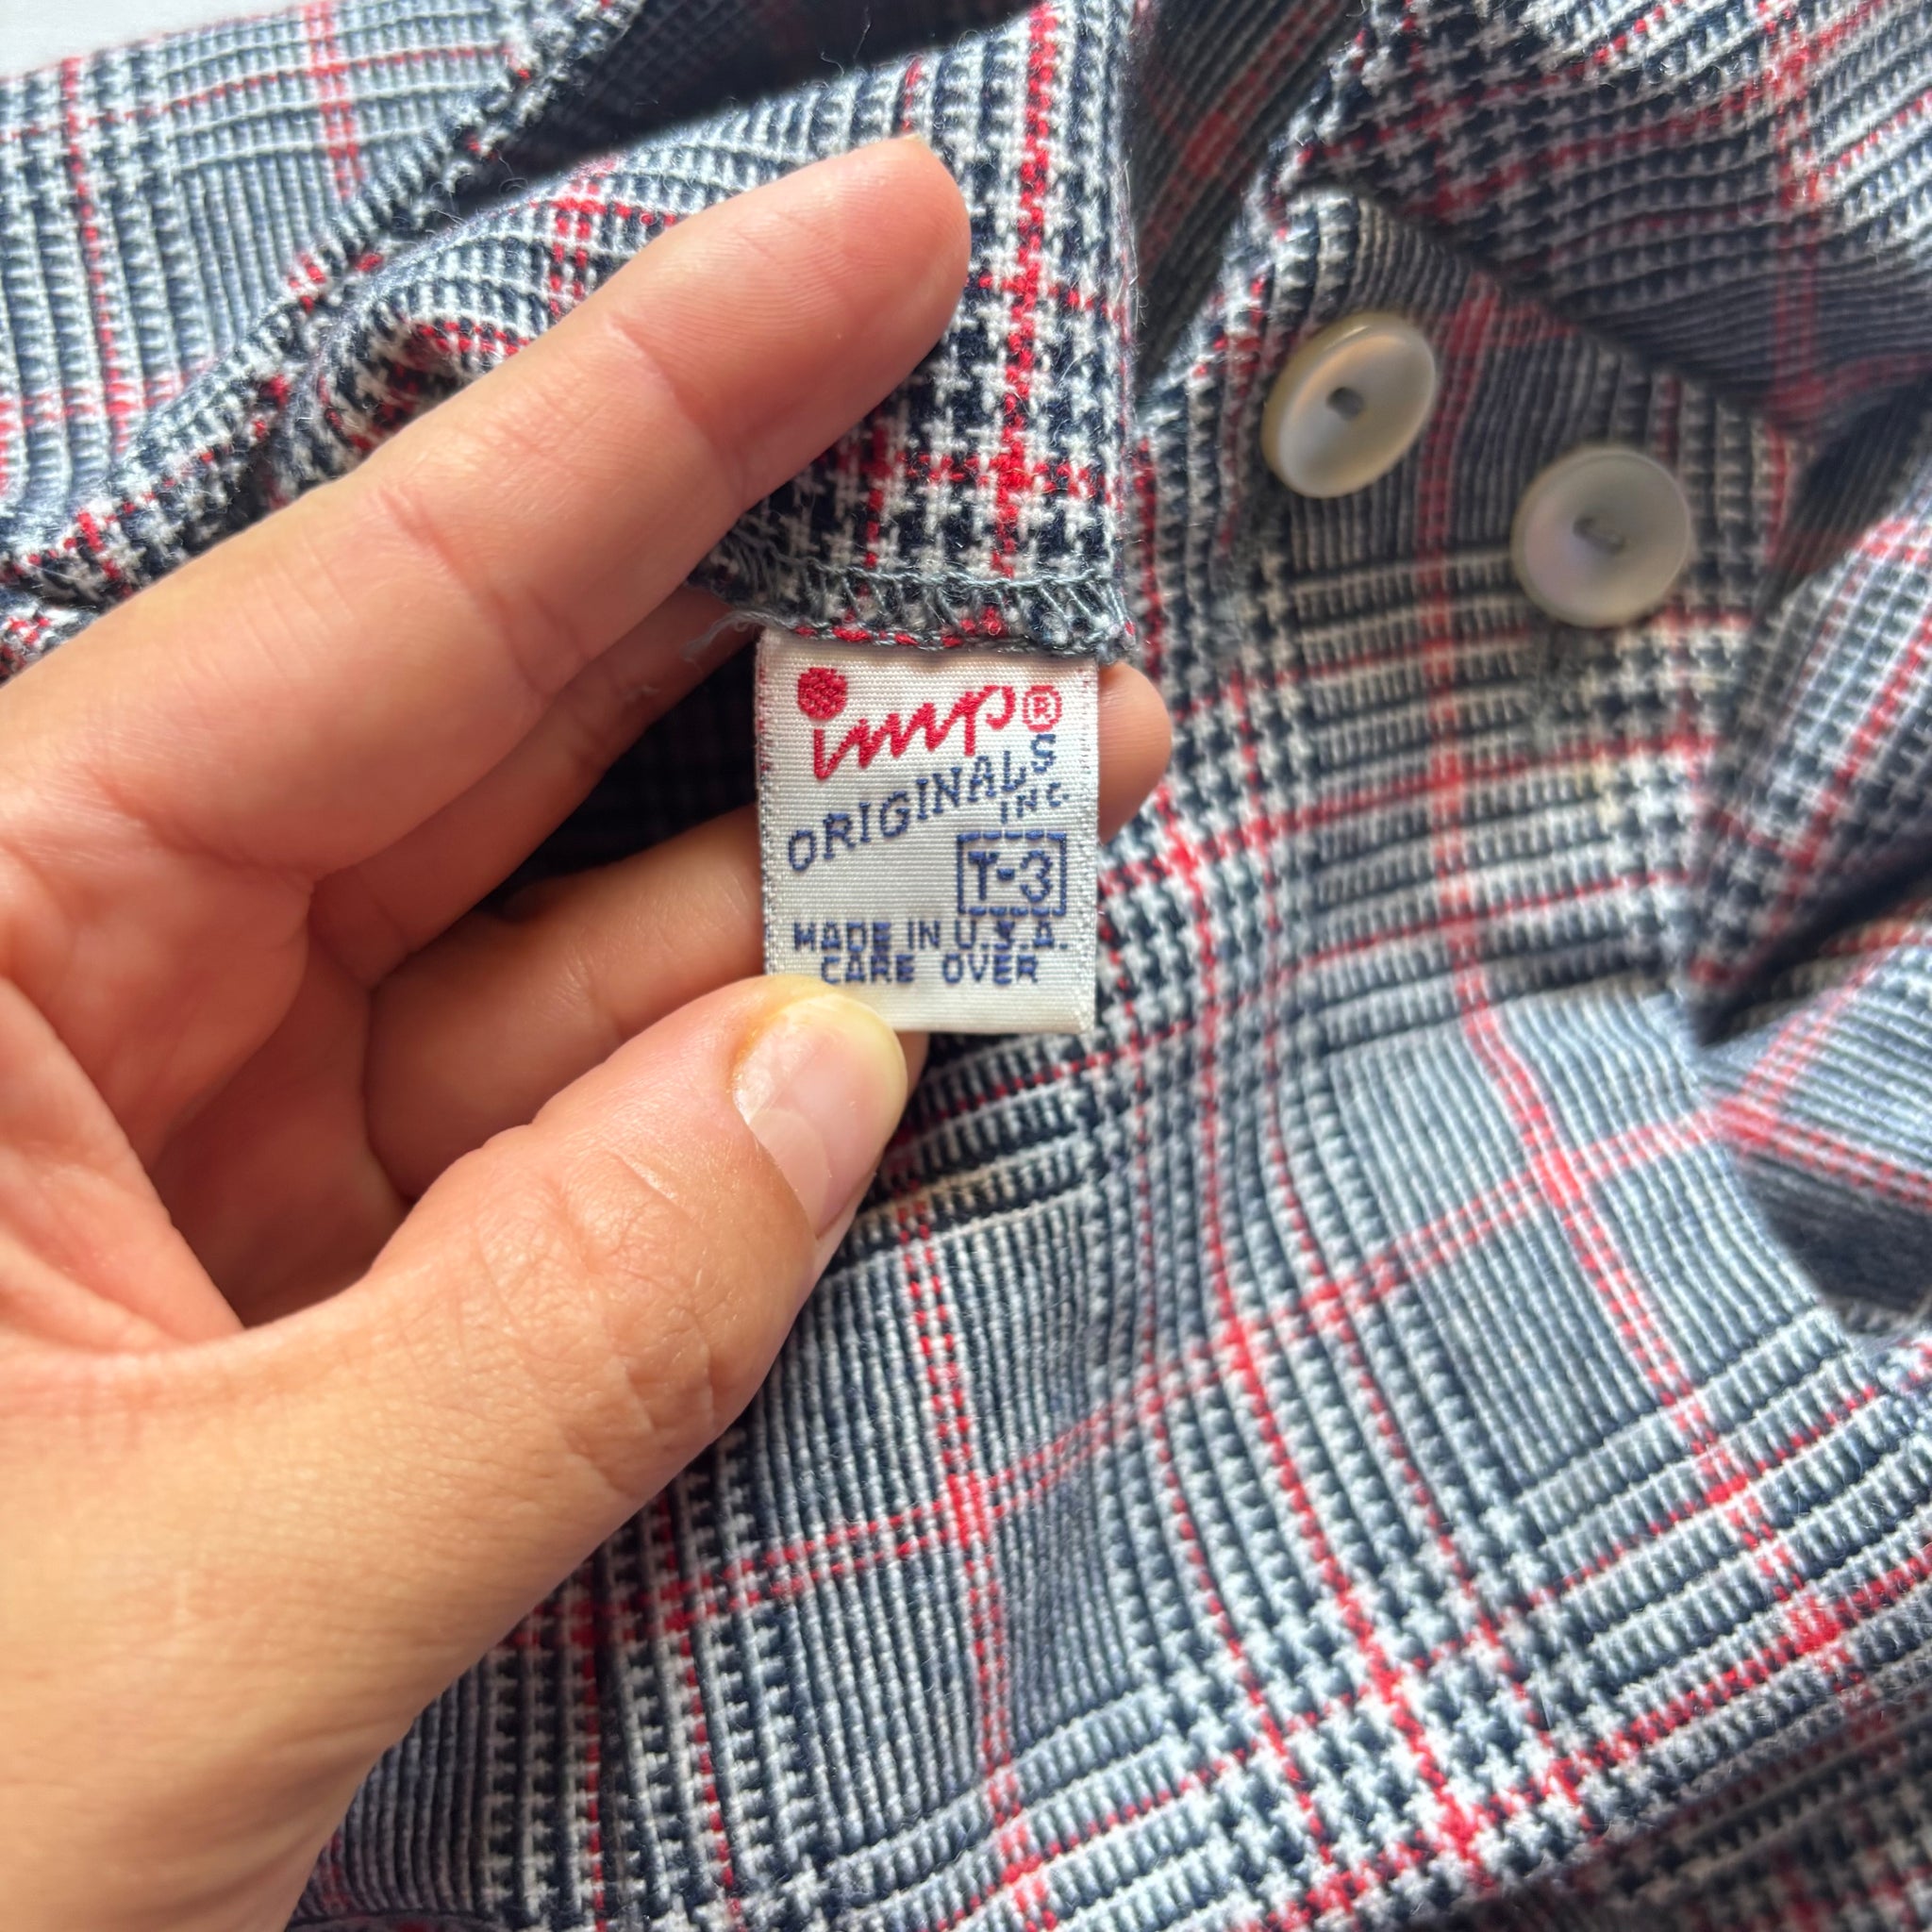 imp®
ORIGINALS
INC.
T-3
MADE IN U.S.A.
CARE OVER